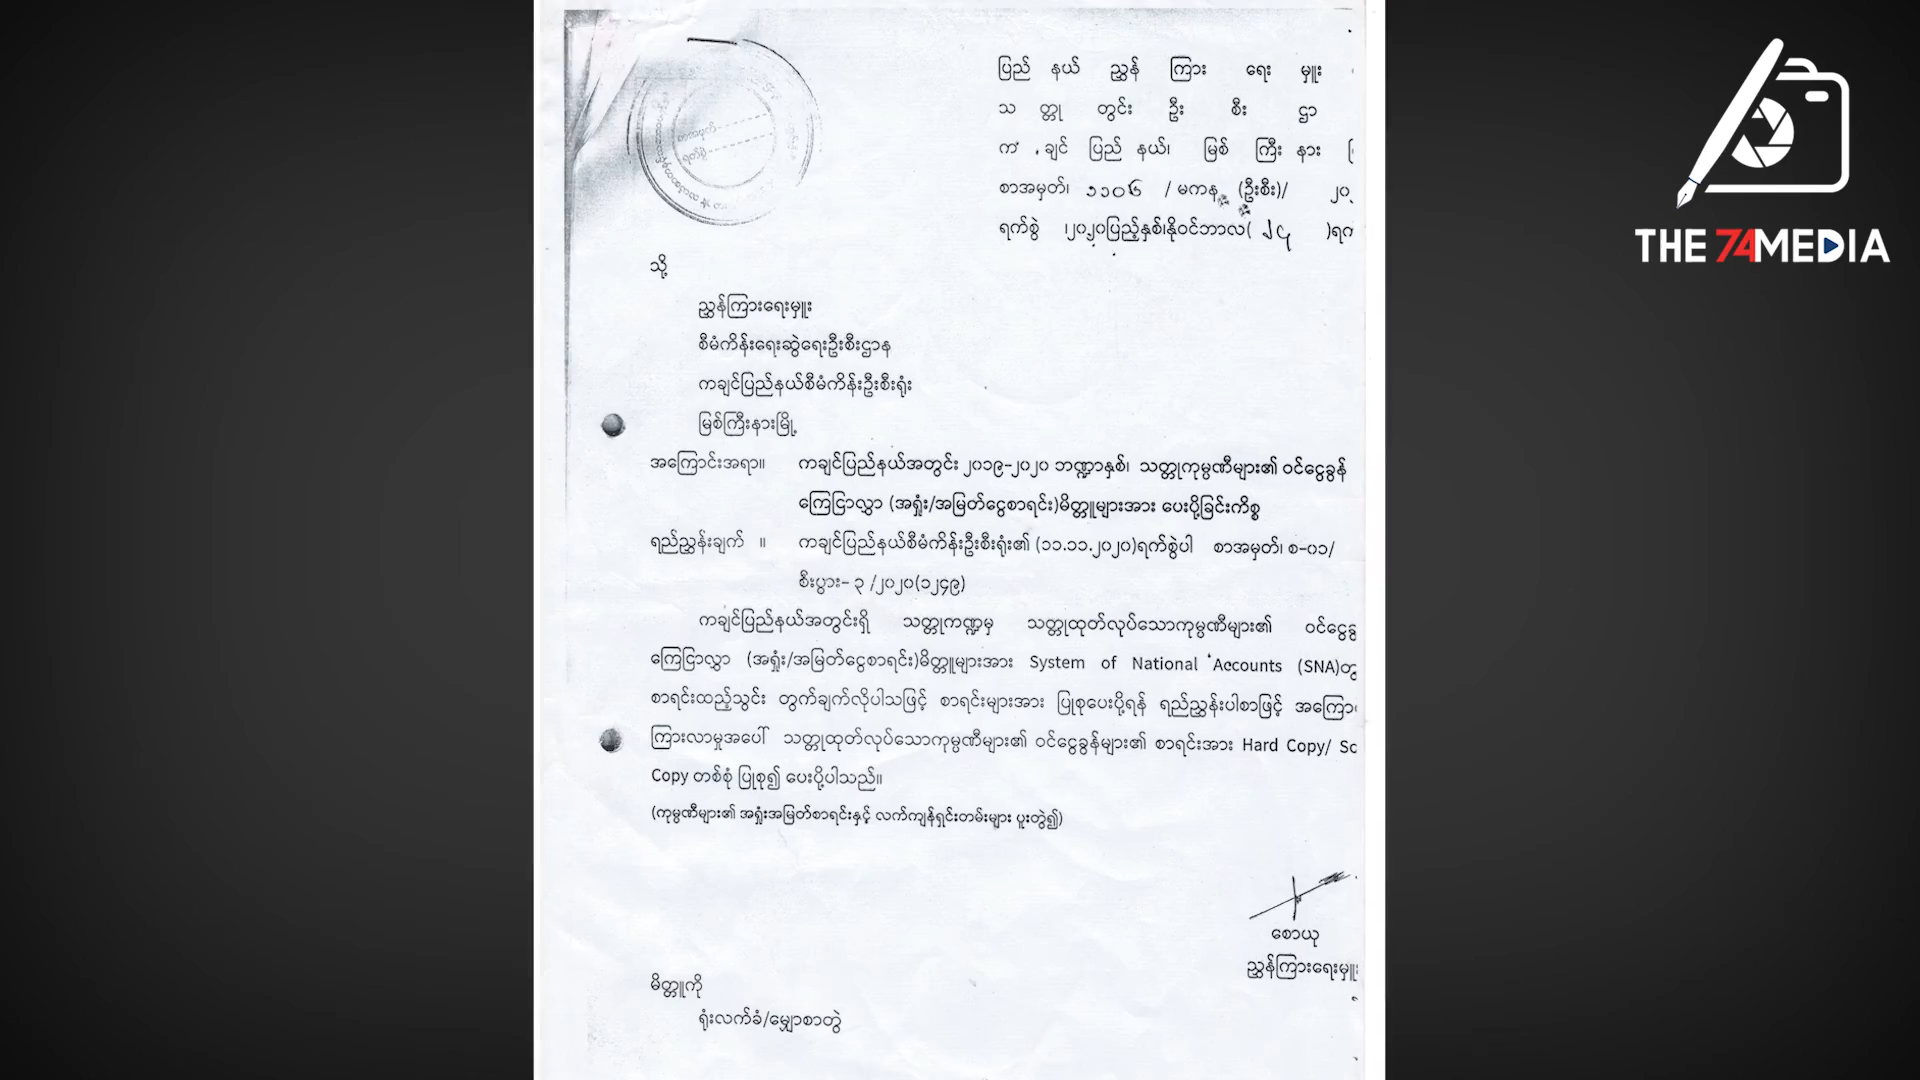 ပြည် နယ် ညွှန် ကြား ရေး မှူး
သ တ္တု တွင်း ဦး စီး ဌာ
က ချင် ပြည် နယ်၊ မြစ် ကြီး နား
စာအမှတ်၊ ၁၁၀၆ / မကန (ဦးစီး)/ ၂၀
ရက်စွဲ ၊၂၀၂၀ပြည့်နှစ်၊နိုဝင်ဘာလ( ၂၄ )ရက်
THE 74MEDIA
သို့
ညွှန်ကြားရေးမှူး
စီမံကိန်းရေးဆွဲရေးဦးစီးဌာန
ကချင်ပြည်နယ်စီမံကိန်းဦးစီးရုံး
မြစ်ကြီးနားမြို့
အကြောင်းအရာ။ ကချင်ပြည်နယ်အတွင်း ၂၀၁၉-၂၀၂၀ ဘဏ္ဍာနှစ်၊ သတ္တုကုမ္ပဏီများ၏ ဝင်ငွေခွန်
ကြေငြာလွှာ (အရှုံး/အမြတ်ငွေစာရင်း)မိတ္တူများအား ပေးပို့ခြင်းကိစ္စ
ရည်ညွှန်းချက် ။ ကချင်ပြည်နယ်စီမံကိန်းဦးစီးရုံး၏ (၁၁.၁၁.၂၀၂၀)ရက်စွဲပါ စာအမှတ်၊ စ-၀၁/
စီးပွား- ၃ /၂၀၂၀(၁၂၄၉)
ကချင်ပြည်နယ်အတွင်းရှိ သတ္တုကဏ္ဍမှ သတ္တုထုတ်လုပ်သောကုမ္ပဏီများ၏ ဝင်ငွေခွ
ကြေငြာလွှာ (အရှုံး/အမြတ်ငွေစာရင်း)မိတ္တူများအား System of National Accounts (SNA)တွ
စာရင်းထည့်သွင်း တွက်ချက်လိုပါသဖြင့် စာရင်းများအား ပြုစုပေးပို့ရန် ရည်ညွှန်းပါစာဖြင့် အကြော
ကြားလာမှုအပေါ် သတ္တုထုတ်လုပ်သောကုမ္ပဏီများ၏ ဝင်ငွေခွန်များ၏ စာရင်းအား Hard Copy/ So
Copy တစ်စုံ ပြုစု၍ ပေးပို့ပါသည်။
(ကုမ္ပဏီများ၏ အရှုံးအမြတ်စာရင်းနှင့် လက်ကျန်ရှင်းတမ်းများ ပူးတွဲ၍)
စောယု
ညွှန်ကြားရေးမှူး
မိတ္တူကို
ရုံးလက်ခံ/မျှောစာတွဲ